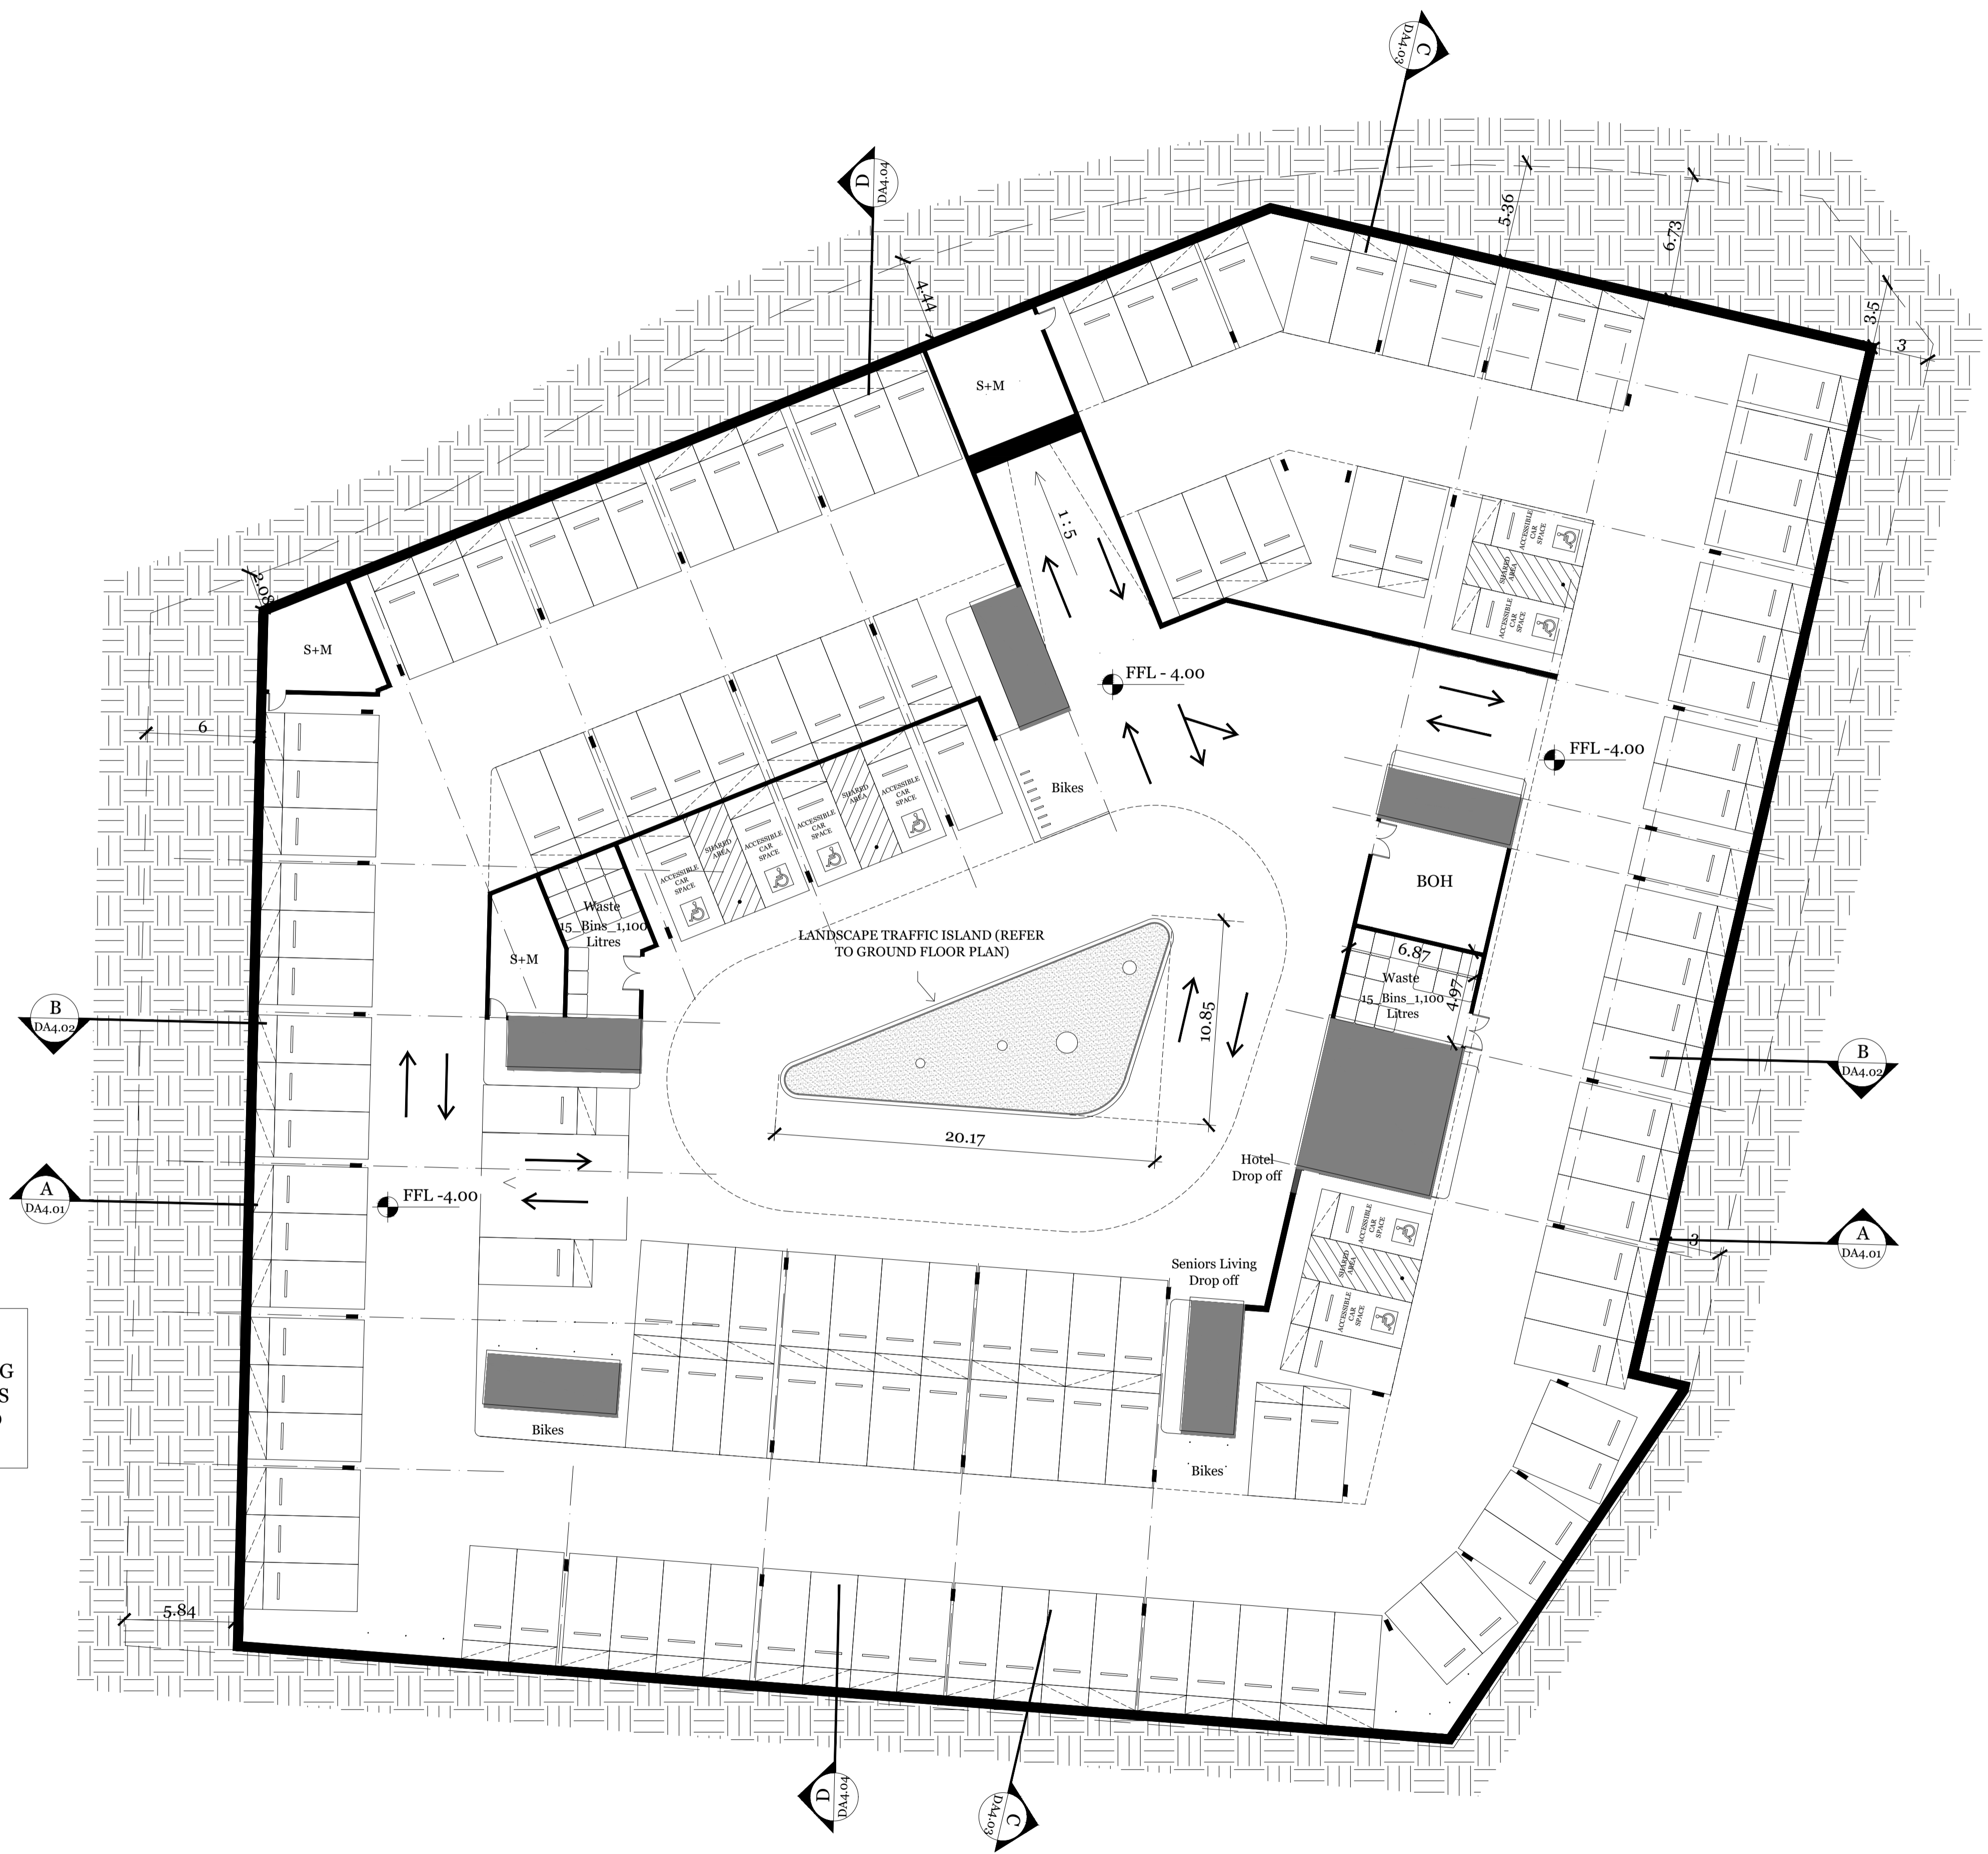 C
DA4.03
D
DA4.04
5.36
6.73
3.5
3
4.44
S+M
1:5
ACCESSIBLE
CAR
SPACE
SHARED
AREA
ACCESSIBLE
CAR
SPACE
2.08
S+M
6
FFL - 4.00
FFL -4.00
Bikes
BOH
ACCESSIBLE
CAR
SPACE
SHARED
AREA
ACCESSIBLE
CAR
SPACE
ACCESSIBLE
CAR
SPACE
SHARED
AREA
ACCESSIBLE
CAR
SPACE
Waste
15_Bins_1,100
Litres
S+M
LANDSCAPE TRAFFIC ISLAND (REFER
TO GROUND FLOOR PLAN)
6.87
4.97
Waste
15_Bins_1,100
Litres
10.85
20.17
B
DA4.02
B
DA4.02
A
DA4.01
FFL -4.00
Hotel
Drop off
ACCESSIBLE
CAR
SPACE
SHARED
AREA
ACCESSIBLE
CAR
SPACE
3
A
DA4.01
Seniors Living
Drop off
G
S
Bikes
Bikes
5.84
D
DA4.04
C
DA4.03